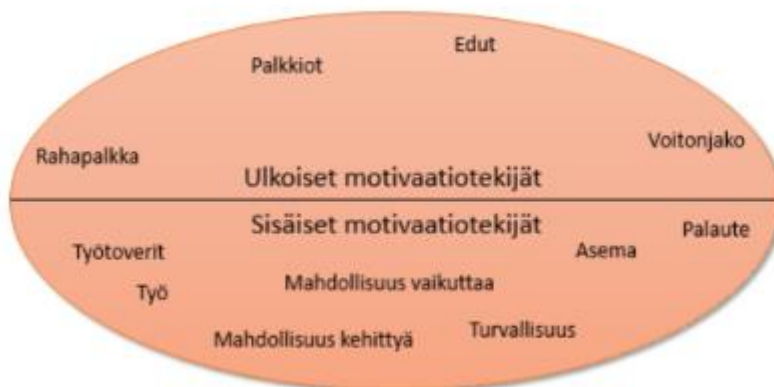 Edut
Palkkiot
Voitonjako
Rahapalkka
Ulkoiset motivaatiotekijät
Sisäiset motivaatiotekijät
Palaute
Työtoverit
Asema
Mahdollisuus vaikuttaa
Työ
Turvallisuus
Mahdollisuus kehittyä